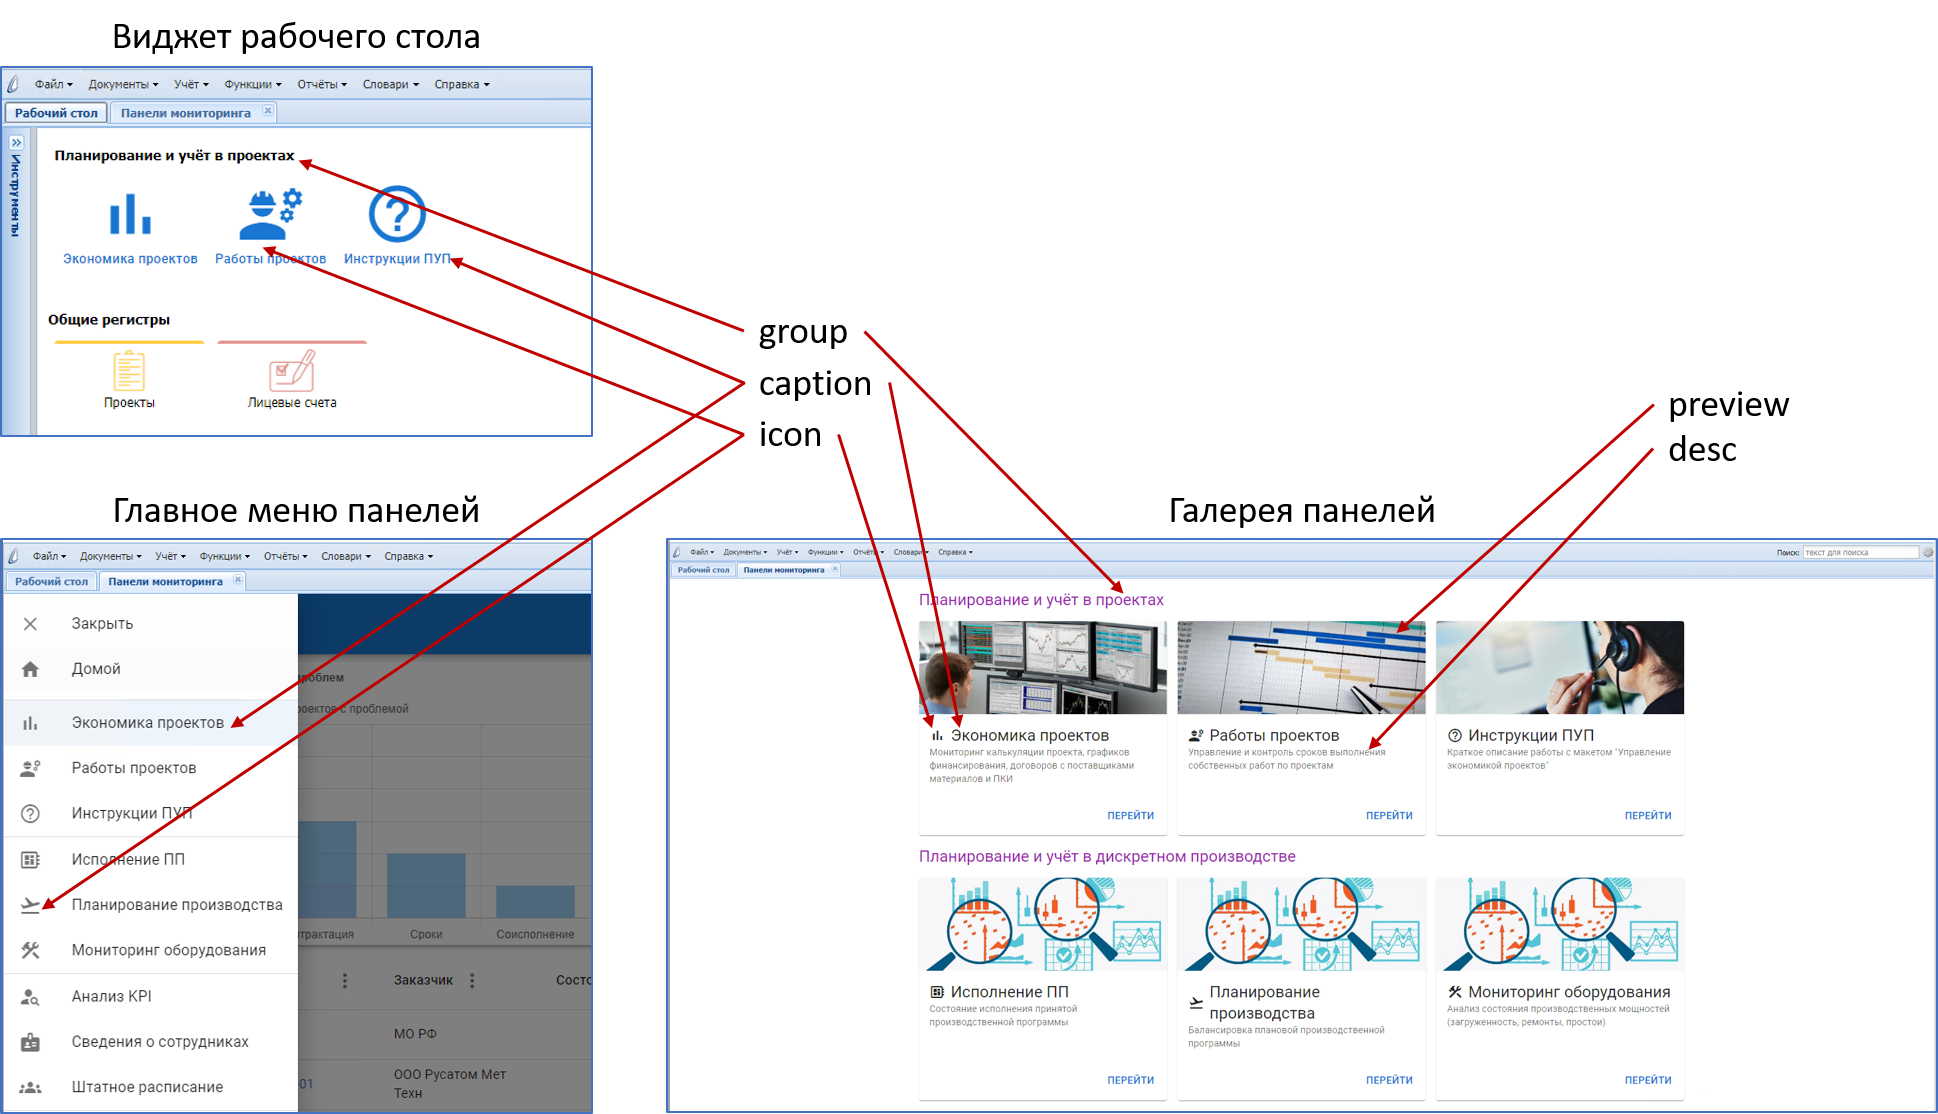 Виджет рабочего стола
Файл Документы Учёт Функции Отчёты Словари Справка
Рабочий стол Панели мониторинга
Инструменты
Планирование и учёт в проектах
Экономика проектов Работы проектов Инструкции ПУП
Общие регистры
Проекты Лицевые счета
group
caption
icon
preview
desc
Главное меню панелей
Файл Документы Учёт Функции Отчёты Словари Справка
Рабочий стол Панели мониторинга
Закрыть
Домой
Экономика проектов
Работы проектов
Инструкции ПУП
Исполнение ПП
Планирование производства
Мониторинг оборудования
Анализ KPI
Сведения о сотрудниках
Штатное расписание
роблем
роектов с проблемой
трактация Сроки Соисполнение
Заказчик Состо
МО РФ
01 ООО Русатом Мет
Техн
Галерея панелей
Файл Документы Учёт Функции Отчёты Словари Справка Поиск: текст для поиска
Рабочий стол Панели мониторинга
Планирование и учёт в проектах
Экономика проектов
Мониторинг калькуляции проекта, графиков
финансирования, договоров с поставщиками
материалов и ПКИ
ПЕРЕЙТИ
Работы проектов
Управление и контроль сроков выполнения
собственных работ по проектам
ПЕРЕЙТИ
Инструкции ПУП
Краткое описание работы с макетом "Управление
экономикой проектов"
ПЕРЕЙТИ
Планирование и учёт в дискретном производстве
Исполнение ПП
Состояние исполнения принятой
производственной программы
ПЕРЕЙТИ
Планирование
производства
Балансировка плановой производственной
программы
ПЕРЕЙТИ
Мониторинг оборудования
Анализ состояния производственных мощностей
(загруженность, ремонты, простои)
ПЕРЕЙТИ